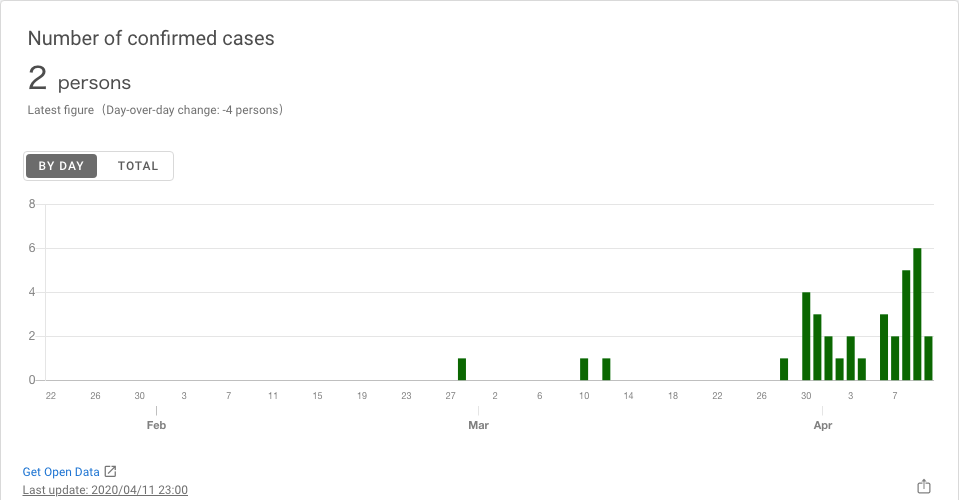 Number of confirmed cases
2 persons
Latest figure (Day-over-day change: -4 persons)
BY DAY TOTAL
8
6
4
2
0
22 26 30 3 7 11 15 19 23 27 2 6 10 14 18 22 26 30 3 7
Feb Mar Apr
Get Open Data
Last update: 2020/04/11 23:00